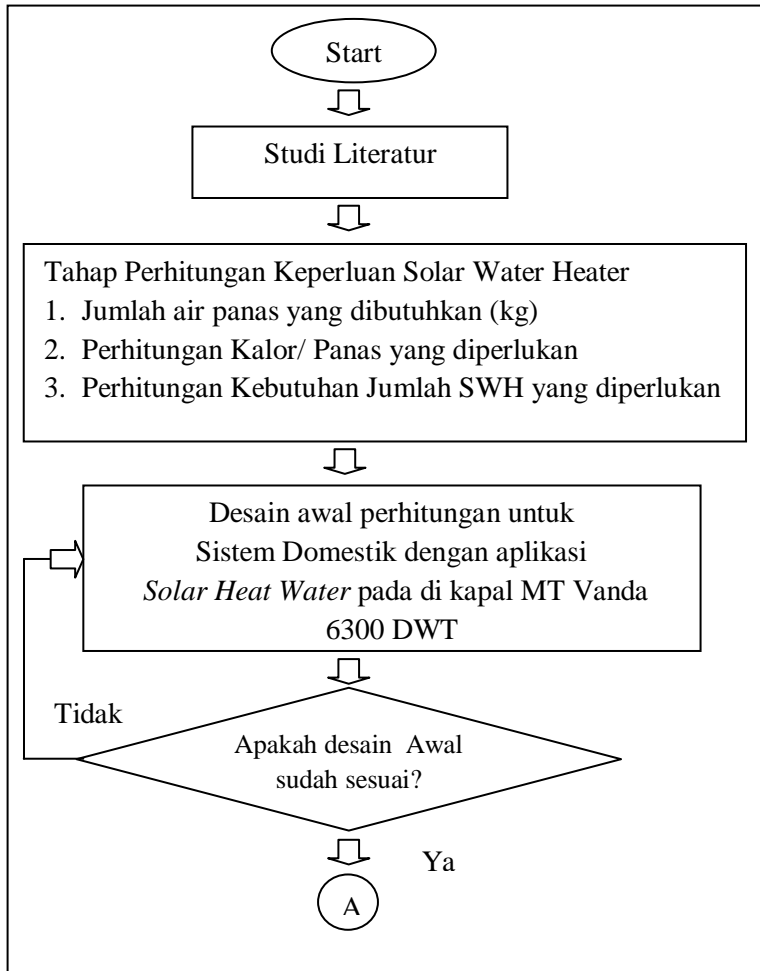 Start
Studi Literatur
Tahap Perhitungan Keperluan Solar Water Heater
1. Jumlah air panas yang dibutuhkan (kg)
2. Perhitungan Kalor/ Panas yang diperlukan
3. Perhitungan Kebutuhan Jumlah SWH yang diperlukan
Desain awal perhitungan untuk
Sistem Domestik dengan aplikasi
Solar Heat Water pada di kapal MT Vanda
6300 DWT
Tidak
Apakah desain Awal
sudah sesuai?
Ya
A